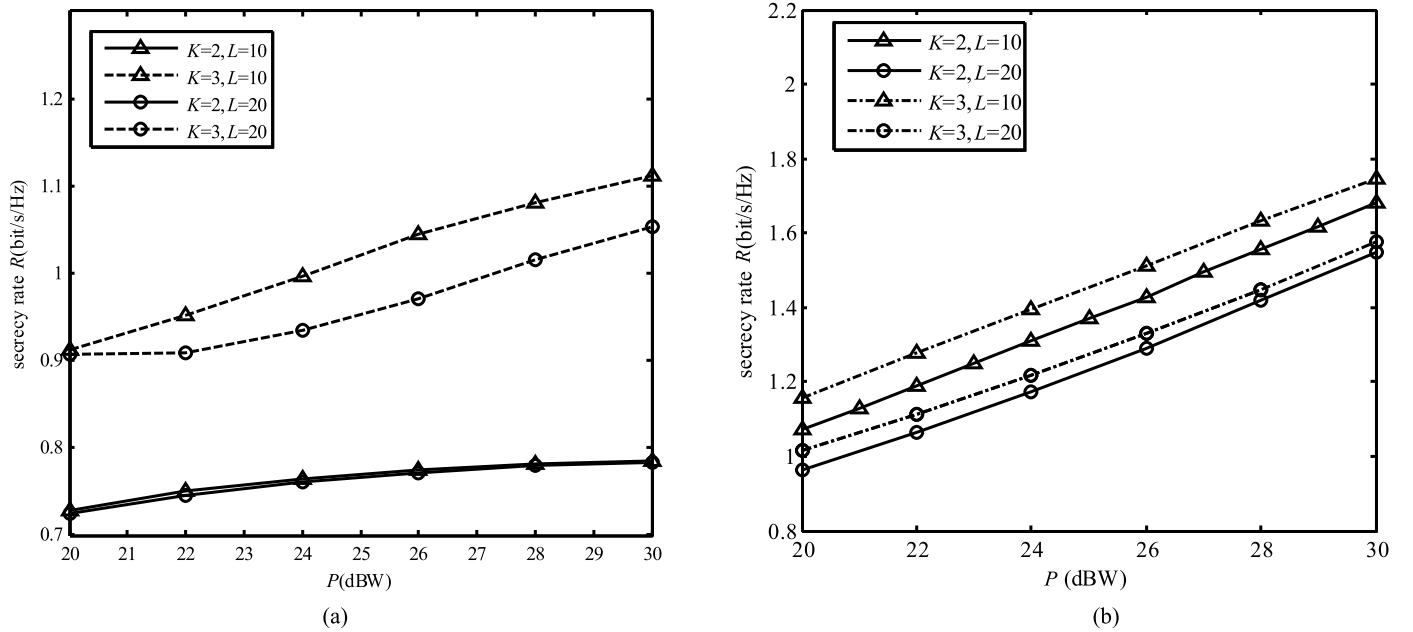 K=2, L=10
K=3, L=10
K=2, L=20
K=3, L=20
1.2
1.1
1
0.9
0.8
0.7
secrecy rate R(bit/s/Hz)
20 21 22 23 24 25 26 27 28 29 30
P(dBW)
(a)
K=2, L=10
K=2, L=20
K=3, L=10
K=3, L=20
2.2
2
1.8
1.6
1.4
1.2
1
0.8
secrecy rate R(bit/s/Hz)
20 22 24 26 28 30
P (dBW)
(b)